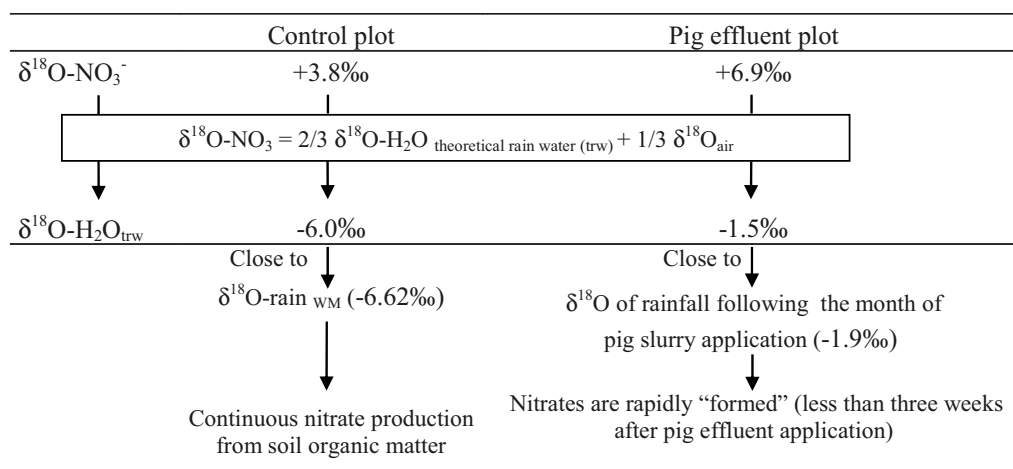 Control plot Pig effluent plot
δ¹⁸O-NO₃⁻ +3.8‰ +6.9‰
δ¹⁸O-NO₃ = 2/3 δ¹⁸O-H₂O theoretical rain water (trw) + 1/3 δ¹⁸Oair
δ¹⁸O-H₂Otrw -6.0‰ -1.5‰
Close to Close to
δ¹⁸O-rain WM (-6.62‰)
δ¹⁸O of rainfall following the month of
pig slurry application (-1.9‰)
Continuous nitrate production
from soil organic matter
Nitrates are rapidly “formed” (less than three weeks
after pig effluent application)